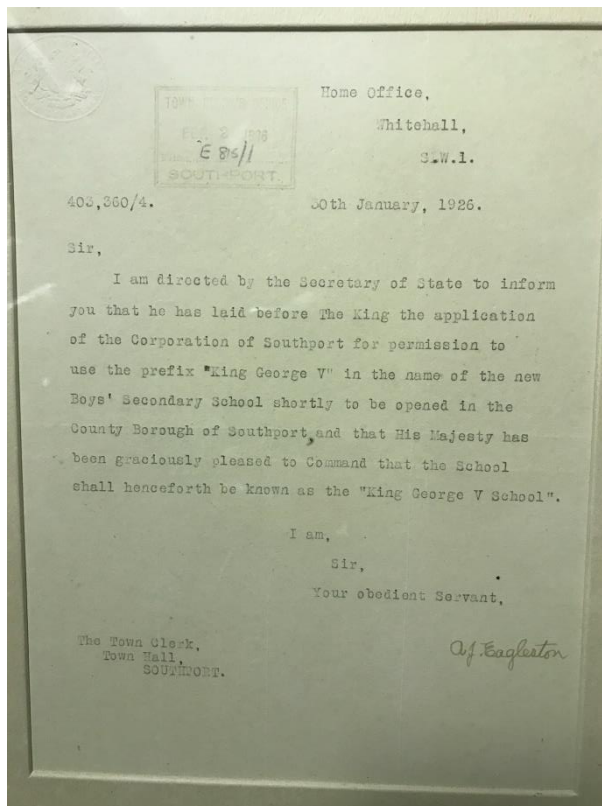 Home Office,
Whitehall,
S.W.1.
TOWN
FEB 2 1926
E 815/1
SOUTHPORT.
403,360/4.
30th January, 1926.
Sir,
I am directed by the Secretary of State to inform
you that he has laid before The King the application
of the Corporation of Southport for permission to
use the prefix "King George V" in the name of the new
Boys' Secondary School shortly to be opened in the
County Borough of Southport, and that His Majesty has
been graciously pleased to Command that the School
shall henceforth be known as the "King George V School".
I am,
Sir,
Your obedient Servant,
The Town Clerk,
Town Hall,
SOUTHPORT.
A.J. Eagleston